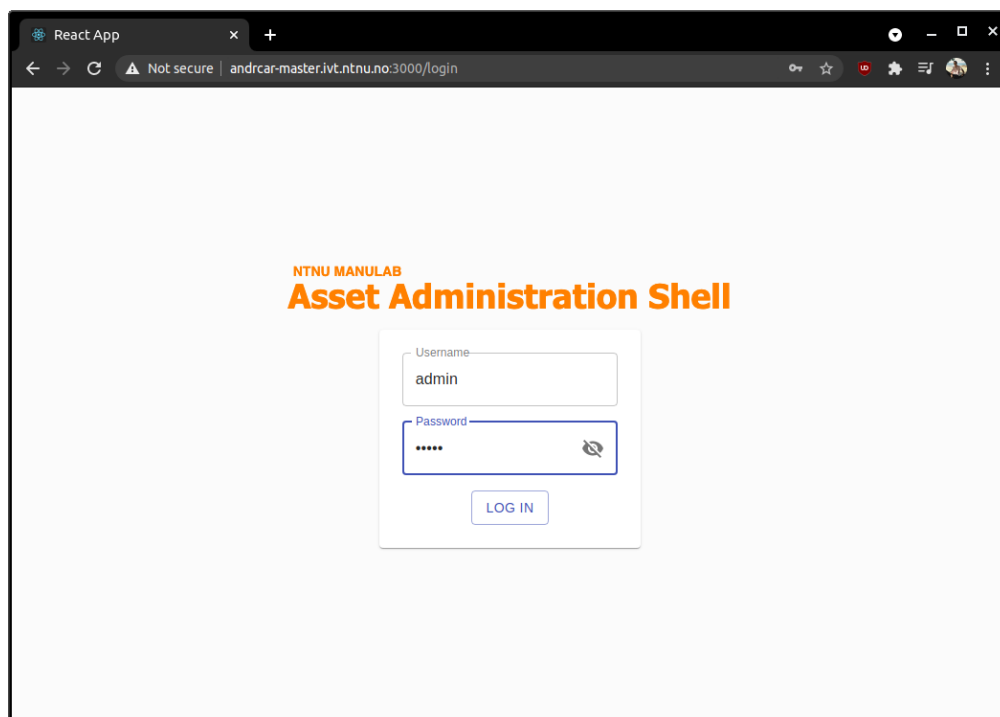 React App
Not secure andrcar-master.ivt.ntnu.no:3000/login
NTNU MANULAB
Asset Administration Shell
Username
admin
Password
•••••
LOG IN